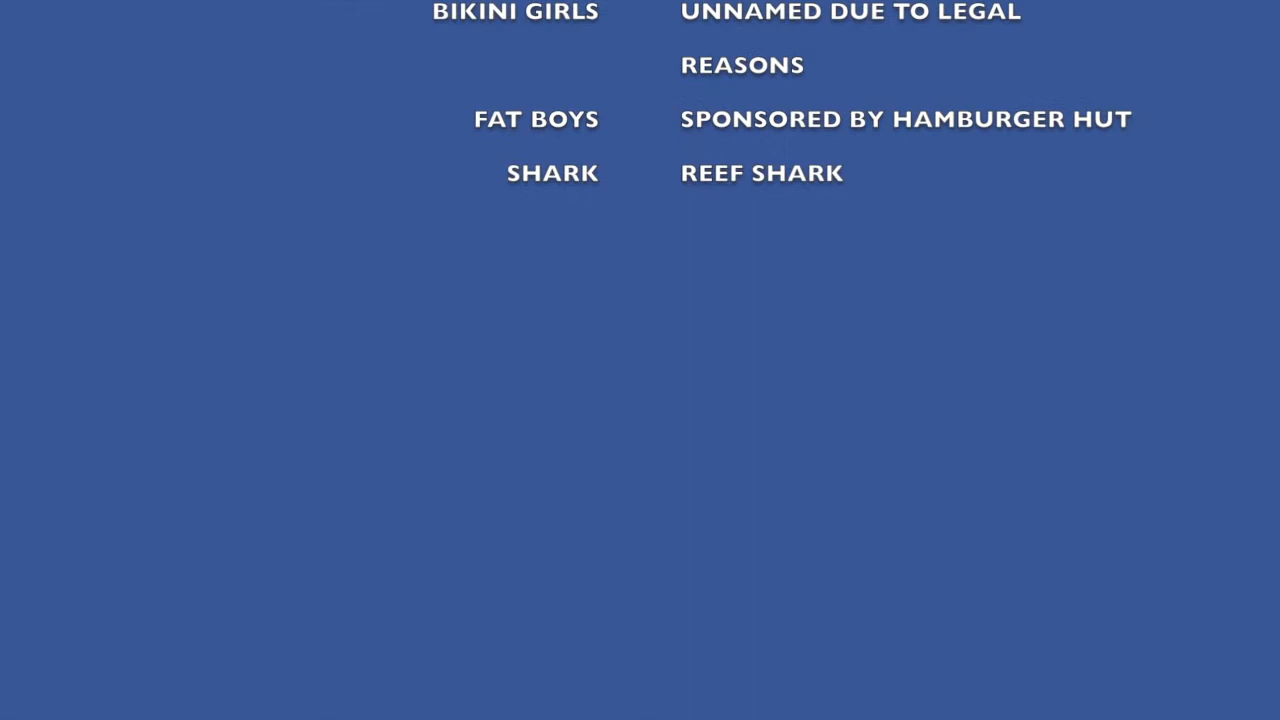 BIKINI GIRLS UNNAMED DUE TO LEGAL
REASONS
FAT BOYS SPONSORED BY HAMBURGER HUT
SHARK REEF SHARK